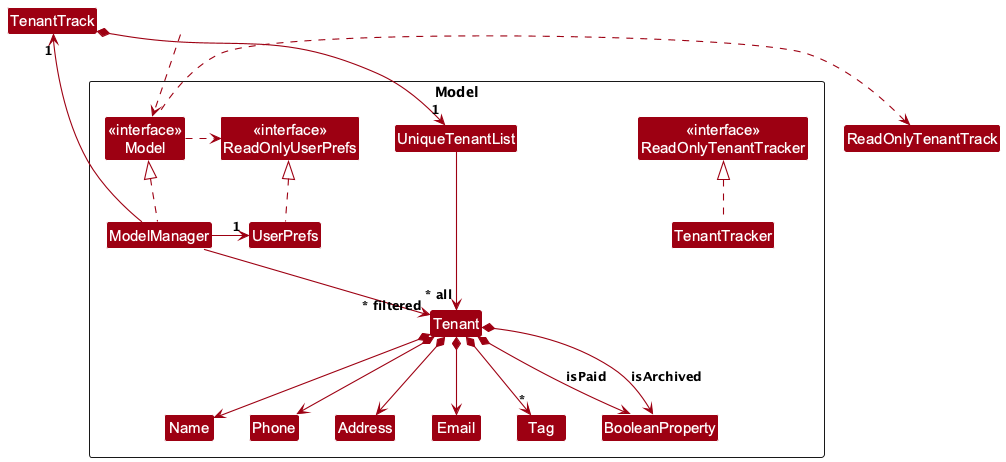 TenantTrack
1
Model
1
«interface»
Model
«interface»
ReadOnlyUserPrefs
UniqueTenantList
«interface»
ReadOnlyTenantTracker
ReadOnlyTenantTrack
ModelManager
1
UserPrefs
TenantTracker
* filtered
* all
Tenant
isPaid
isArchived
*
Name
Phone
Address
Email
Tag
BooleanProperty